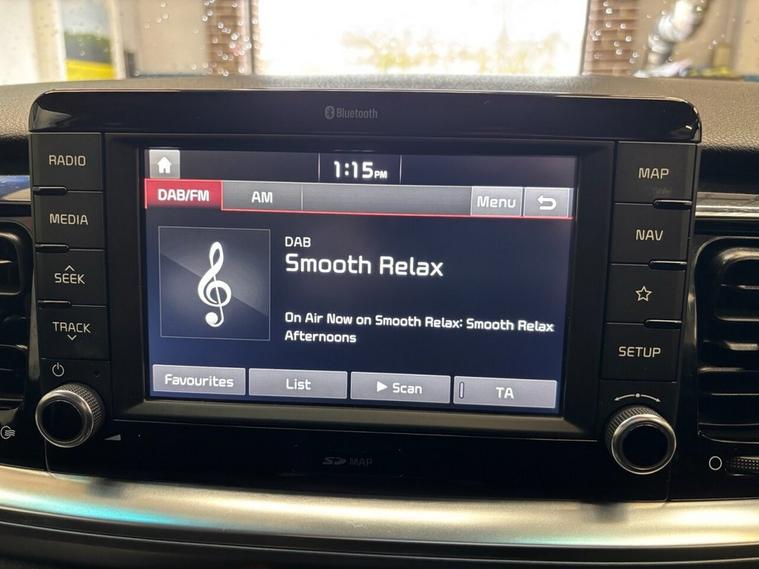 Bluetooth
RADIO
MEDIA
SEEK
TRACK
1:15PM
DAB/FM
AM
Menu
DAB
Smooth Relax
On Air Now on Smooth Relax: Smooth Relax
Afternoons
Favourites
List
Scan
TA
MAP
NAV
SETUP
SD MAP